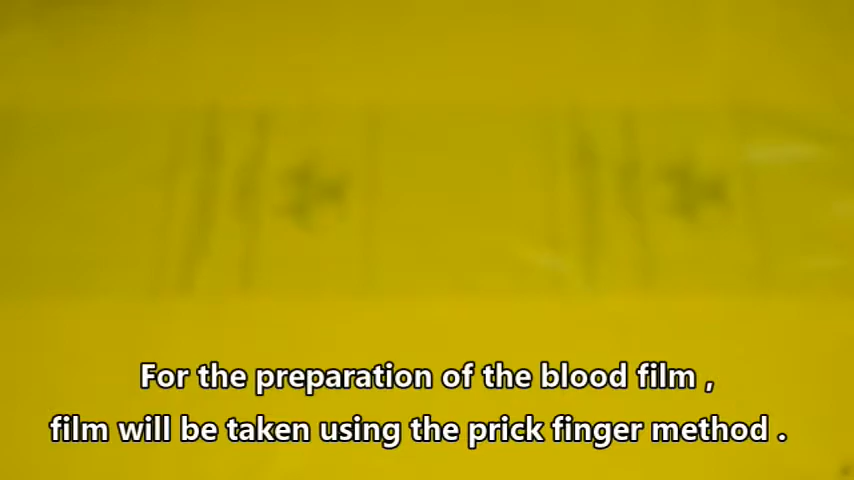 For the preparation of the blood film ,
film will be taken using the prick finger method .